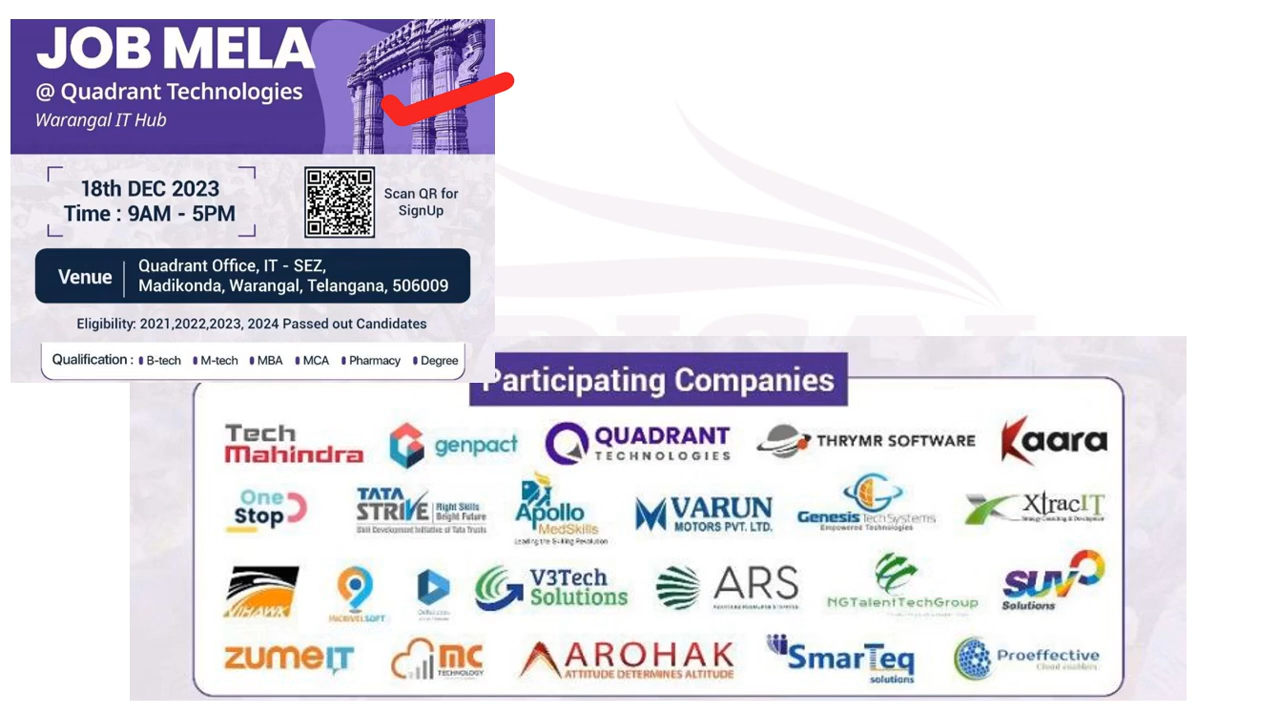 JOB MELA
@ Quadrant Technologies
Warangal IT Hub
18th DEC 2023
Time : 9AM - 5PM
Scan QR for
SignUp
Venue
Quadrant Office, IT - SEZ,
Madikonda, Warangal, Telangana, 506009
Eligibility: 2021,2022,2023, 2024 Passed out Candidates
Qualification : B-tech M-tech MBA MCA Pharmacy Degree
Participating Companies
Tech
Mahindra
genpact
QUADRANT
TECHNOLOGIES
THRYMR SOFTWARE
Kaara
One
Stop
TATA
STRIVE
Right Skills
Bright Future
Skill Development Initiative of Tata Trusts
Apollo
MedSkills
Leading the Skilling Revolution
VARUN
MOTORS PVT. LTD.
Genesis Tech Systems
Empowered Technologies
XtracIT
Strategy Consulting & Development
VIHAWK
INCRIVELSOFT
V3Tech
Solutions
ARS
NGTalentTechGroup
SUV
Solutions
ZUMEIT
MC
TECHNOLOGY
AROHAK
ATTITUDE DETERMINES ALTITUDE
SmarTeq
solutions
Proeffective
Cloud enablers